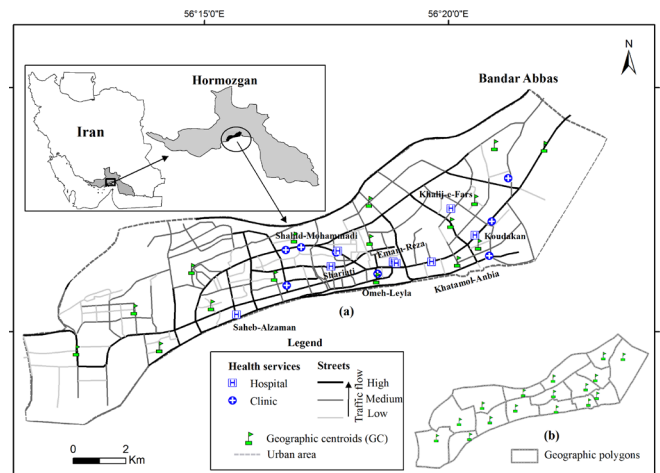 56°15'0"E
56°20'0"E
N
Hormozgan
Iran
Bandar Abbas
Khalij-e-Fars
Shahid-Mohammadi
Koudakan
Emam-Reza
Shariati
Khatamol-Anbia
Omeh-Leyla
(a)
Saheb-Alzaman
Legend
Health services
Streets
Hospital
High
Clinic
Medium
Low
Traffic flow
Geographic centroids (GC)
Urban area
(b)
Geographic polygons
0 2
Km